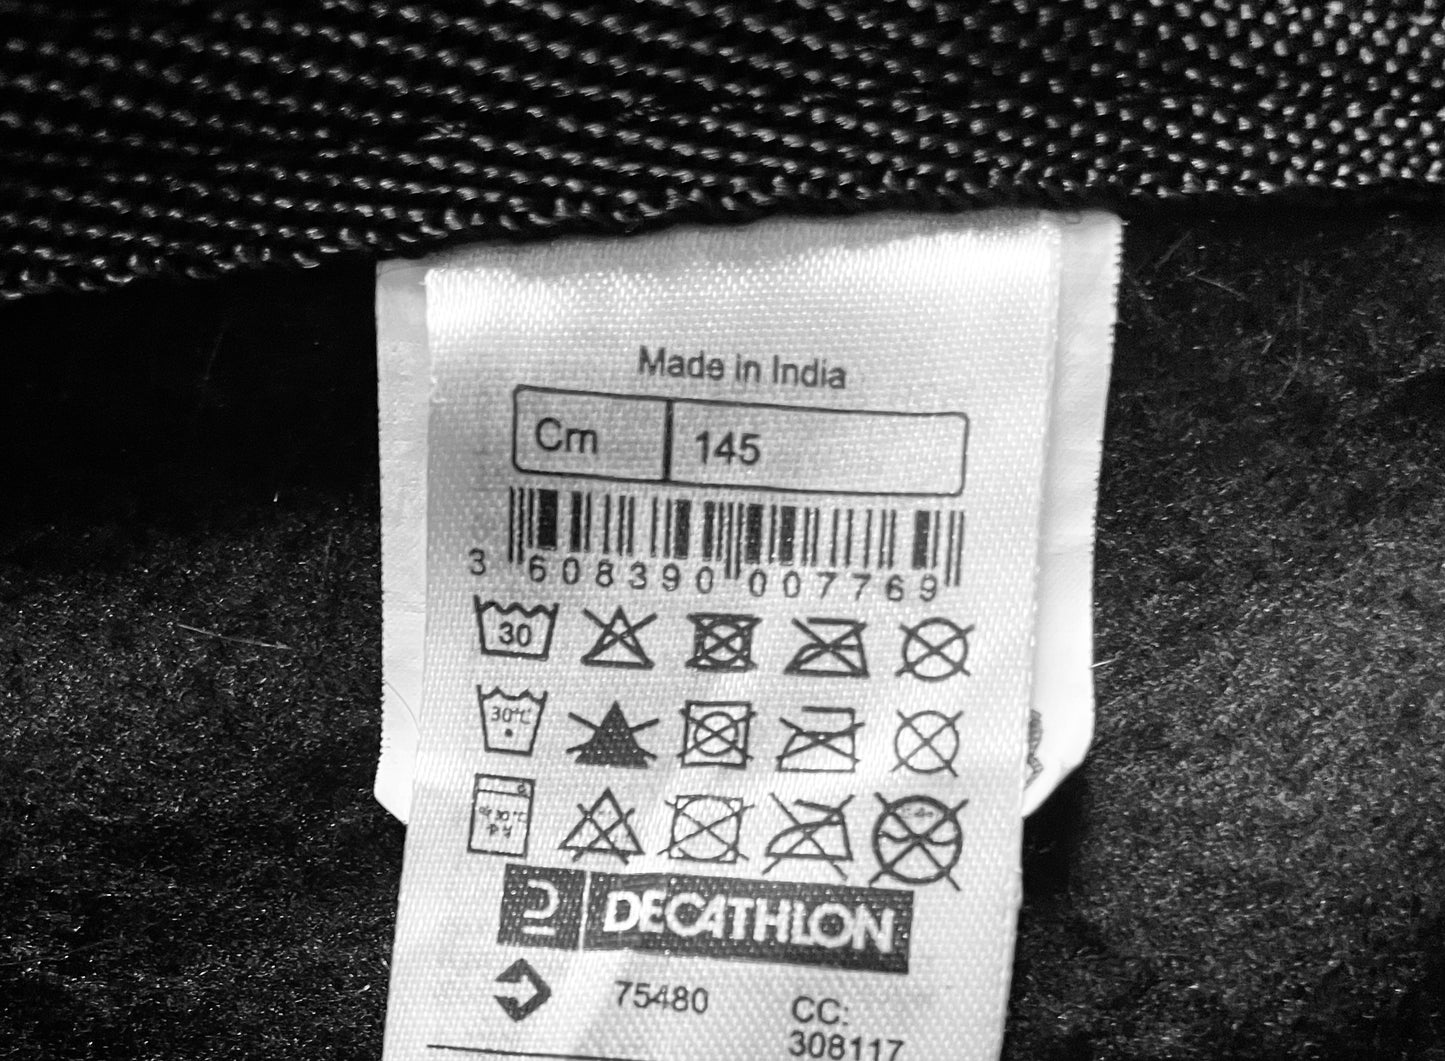 Made in India
Cm 145
3 608390 007769
30
30°C
DECATHLON
75480 CC:
308117